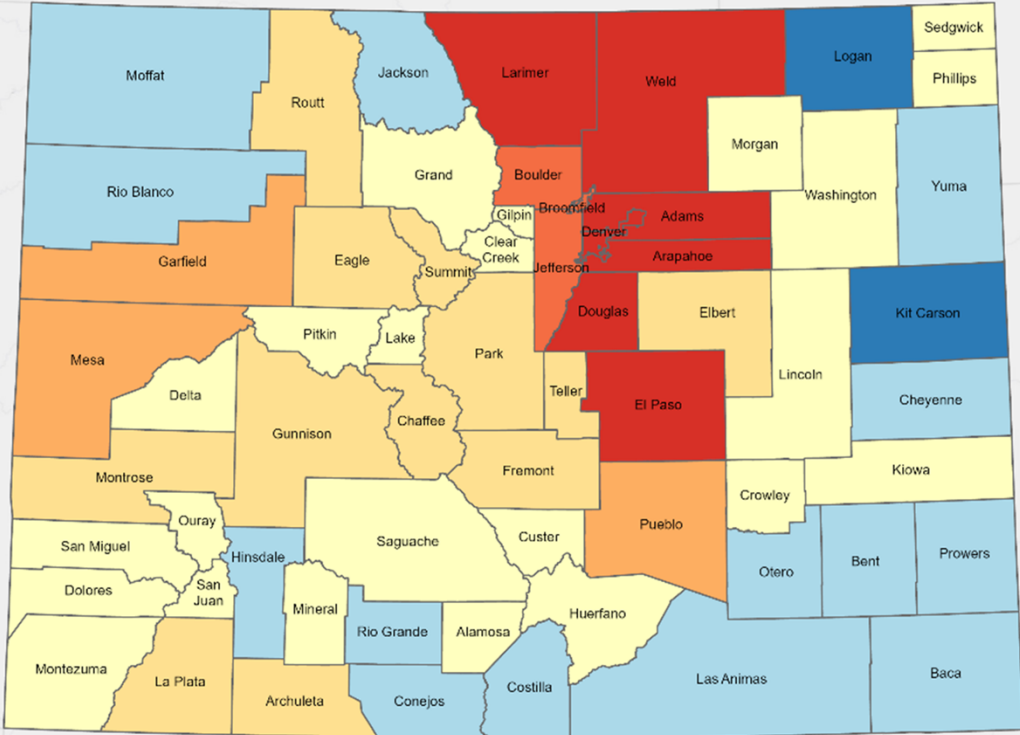 Sedgwick
Logan
Moffat
Jackson
Larimer
Weld
Phillips
Routt
Morgan
Grand
Boulder
Rio Blanco
Washington
Yuma
Broomfield
Gilpin
Adams
Denver
Clear
Creek
Arapahoe
Garfield
Eagle
Summit
Jefferson
Douglas
Elbert
Kit Carson
Pitkin
Lake
Park
Mesa
Lincoln
Delta
Teller
Cheyenne
El Paso
Chaffee
Gunnison
Fremont
Kiowa
Montrose
Crowley
Ouray
Pueblo
Custer
Saguache
San Miguel
Hinsdale
Prowers
Bent
Otero
Dolores
San
Juan
Mineral
Huerfano
Rio Grande
Alamosa
Montezuma
La Plata
Costilla
Las Animas
Baca
Archuleta
Conejos